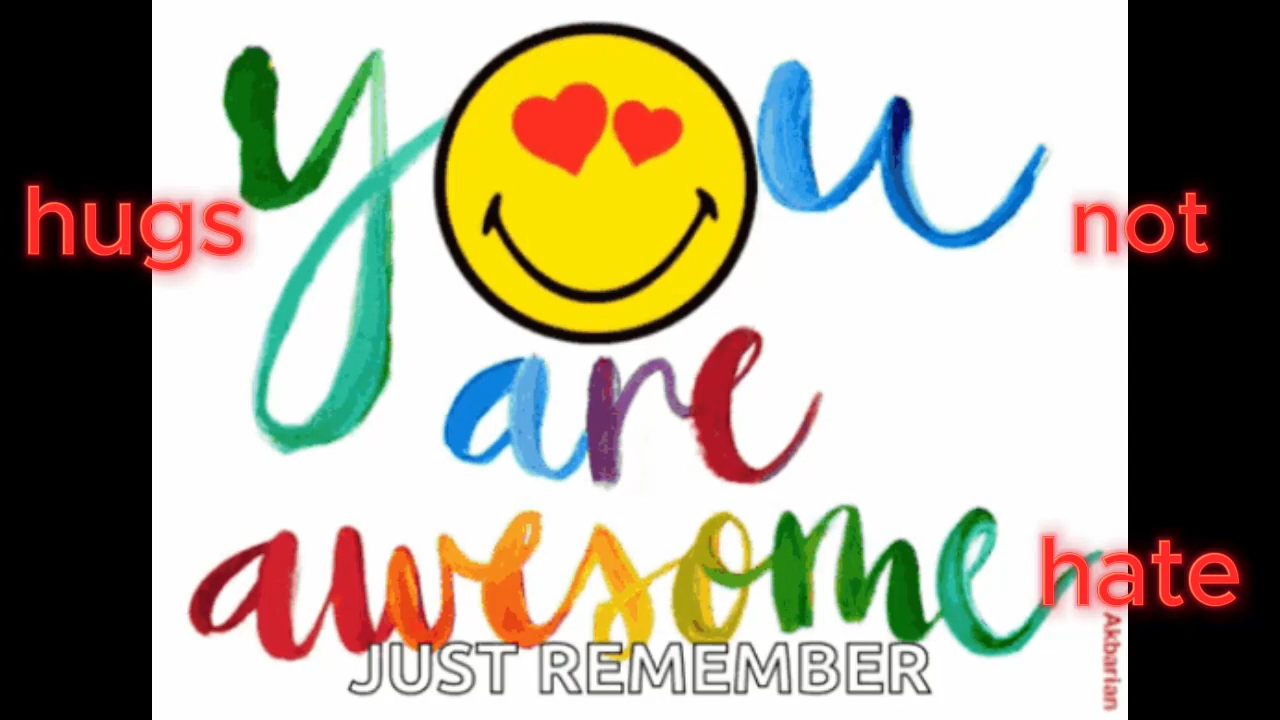 you
hugs
not
are
awesome
hate
JUST REMEMBER
Akbarian